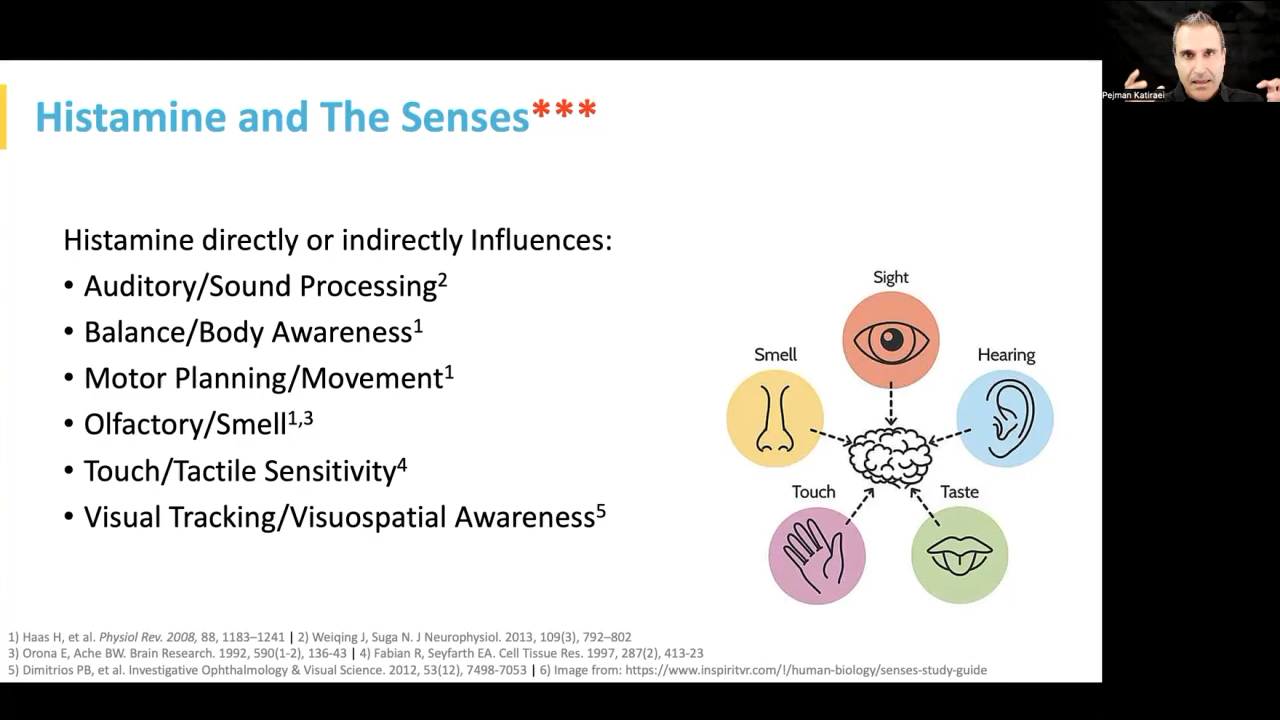 Pejman Katiraei
Histamine and The Senses***
Histamine directly or indirectly Influences:
• Auditory/Sound Processing²
• Balance/Body Awareness¹
• Motor Planning/Movement¹
• Olfactory/Smell¹,³
• Touch/Tactile Sensitivity⁴
• Visual Tracking/Visuospatial Awareness⁵
Sight
Smell
Hearing
Touch
Taste
1) Haas H, et al. Physiol Rev. 2008, 88, 1183–1241 | 2) Weiqing J, Suga N. J Neurophysiol. 2013, 109(3), 792–802
3) Orona E, Ache BW. Brain Research. 1992, 590(1-2), 136-43 | 4) Fabian R, Seyfarth EA. Cell Tissue Res. 1997, 287(2), 413-23
5) Dimitrios PB, et al. Investigative Ophthalmology & Visual Science. 2012, 53(12), 7498-7053 | 6) Image from: https://www.inspiritvr.com/!/human-biology/senses-study-guide